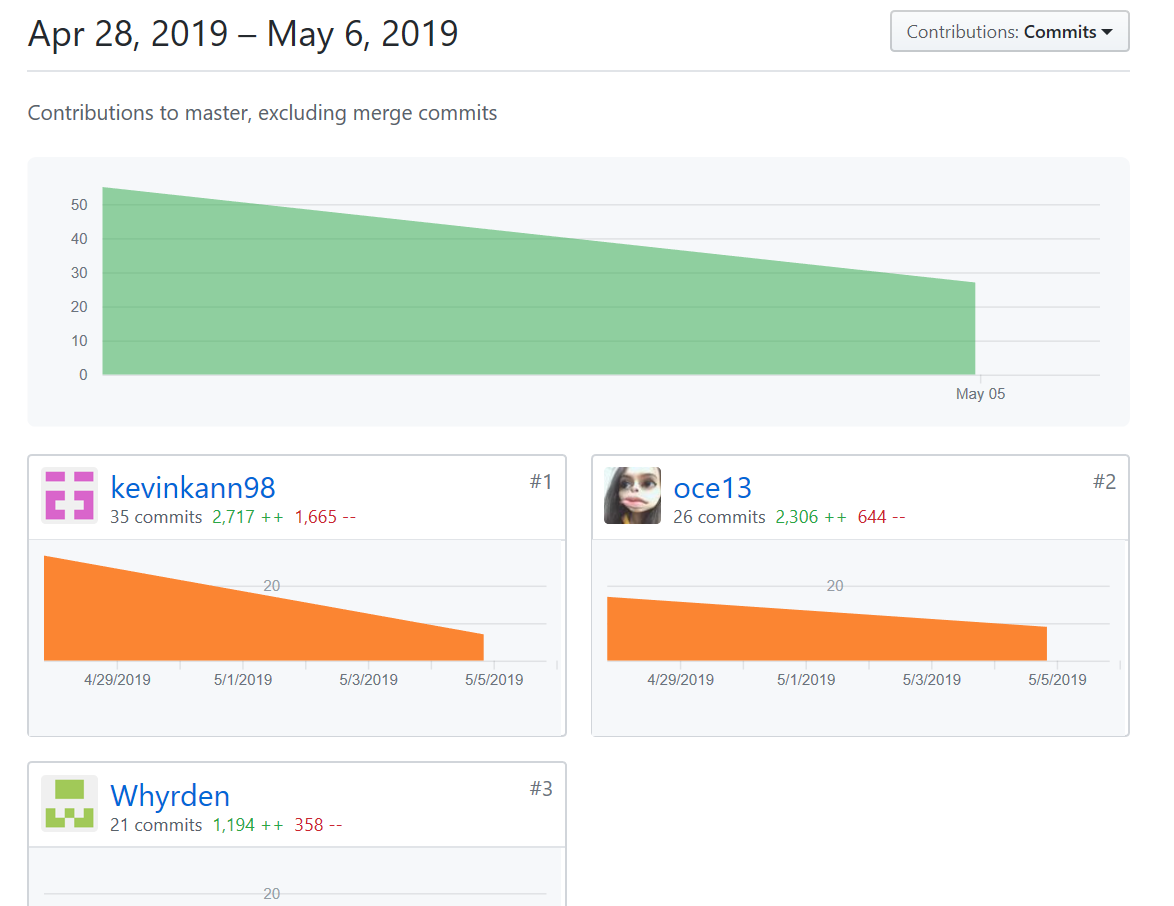 Apr 28, 2019 – May 6, 2019
Contributions: Commits
Contributions to master, excluding merge commits
50
40
30
20
10
0
May 05
kevinkann98
#1
35 commits 2,717 ++ 1,665 --
20
4/29/2019 5/1/2019 5/3/2019 5/5/2019
oce13
#2
26 commits 2,306 ++ 644 --
20
4/29/2019 5/1/2019 5/3/2019 5/5/2019
Whyrden
#3
21 commits 1,194 ++ 358 --
20